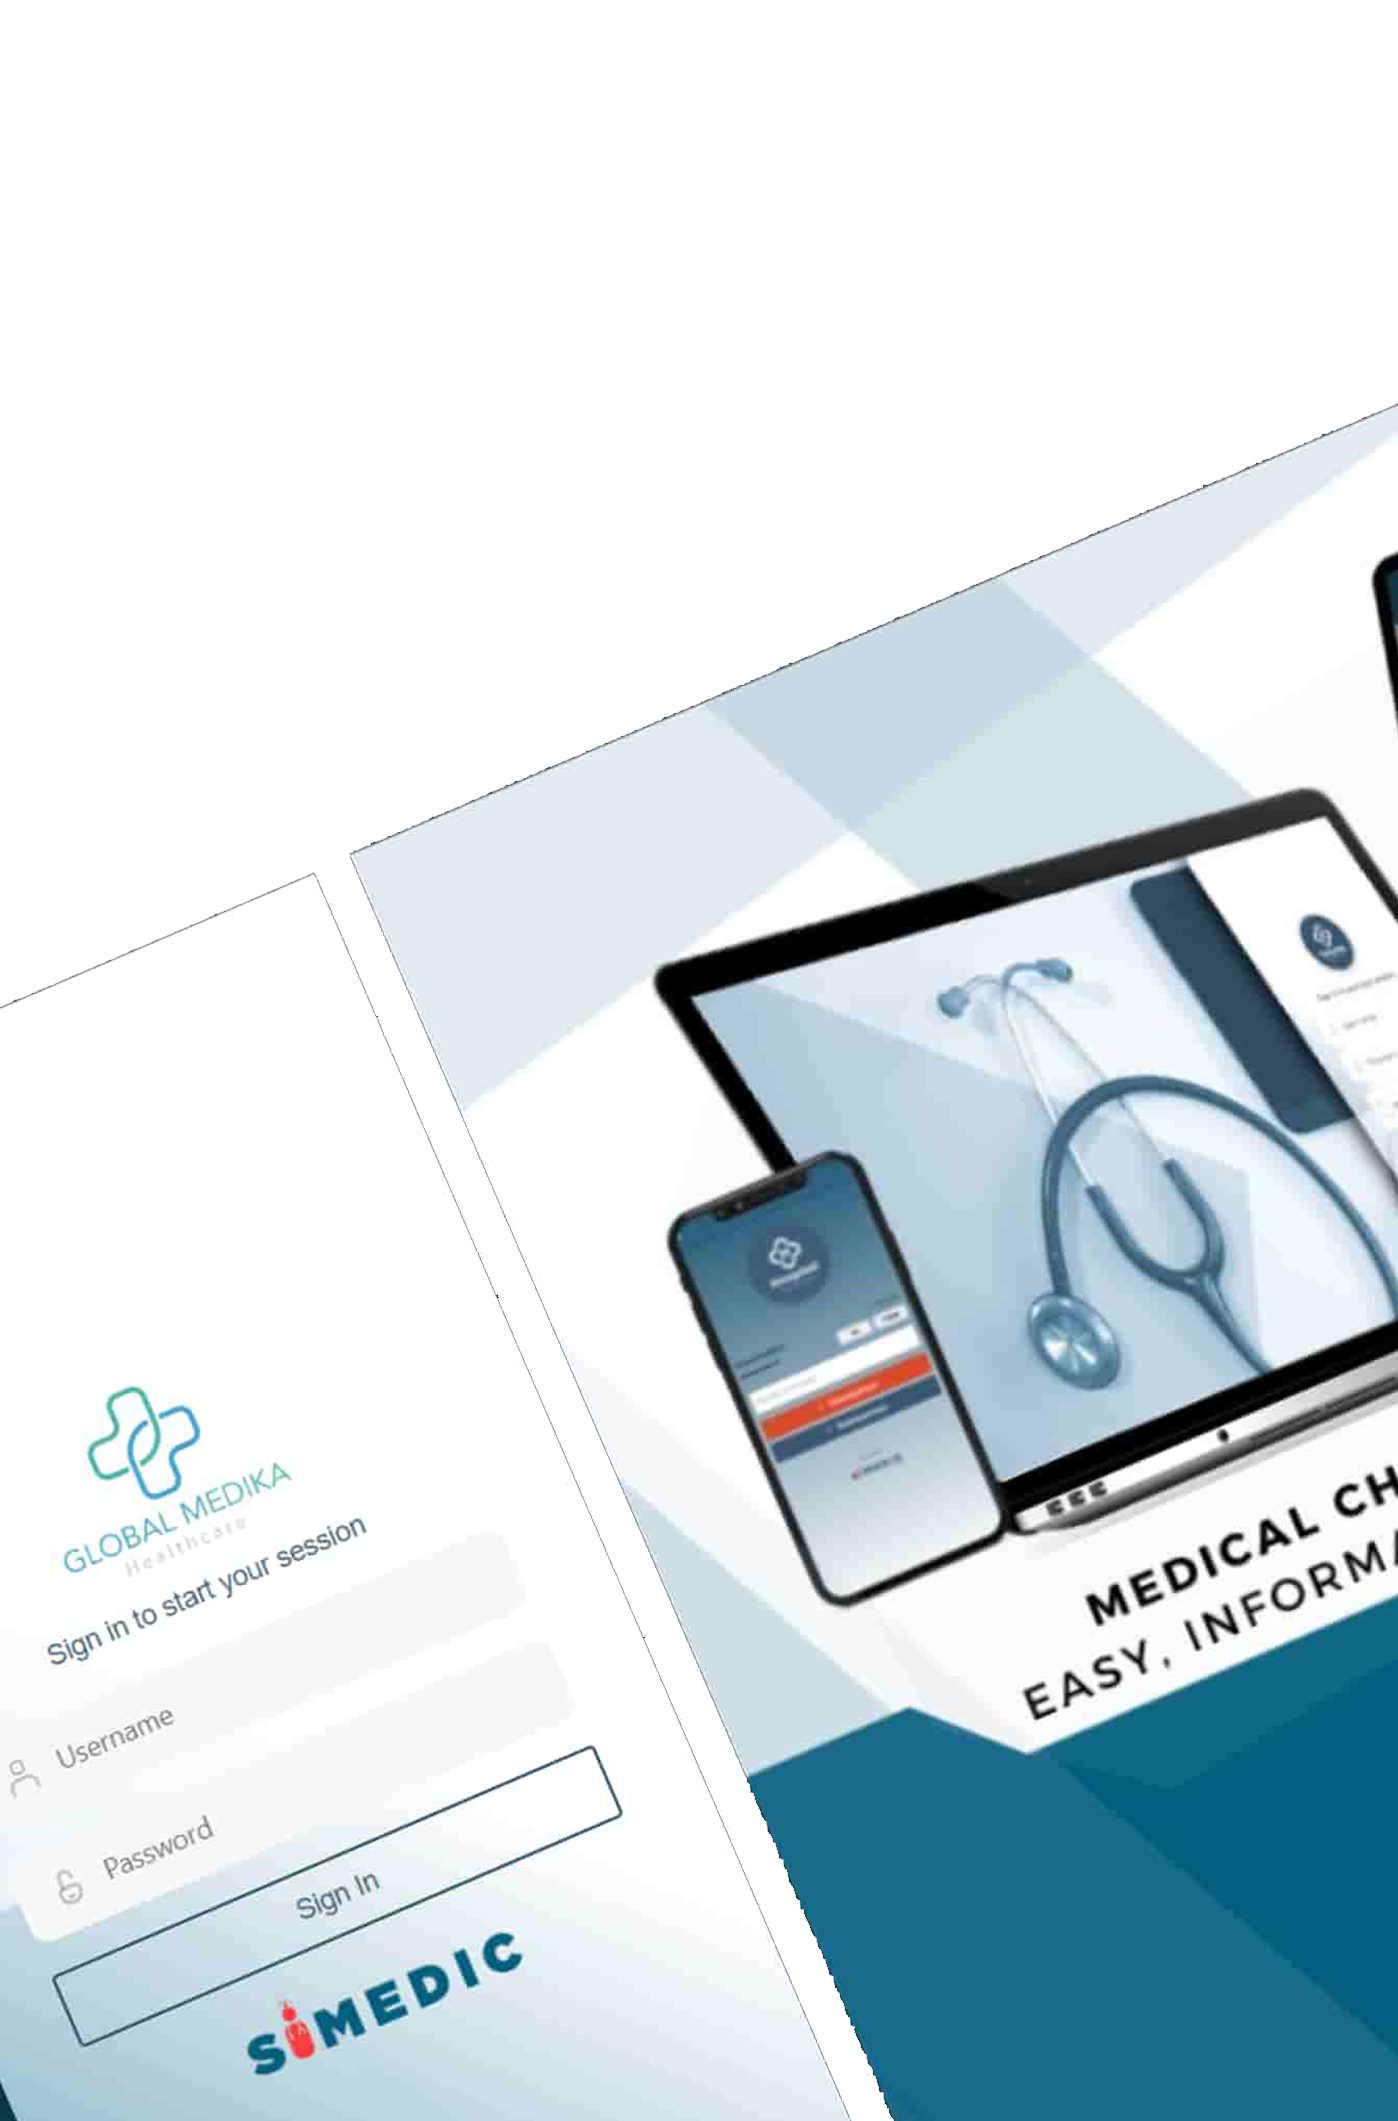 GLOBAL MEDIKA
Healthcare
Sign in to start your session
Username
Password
Sign In
SiMEDIC
MEDICAL CH
EASY, INFORMA